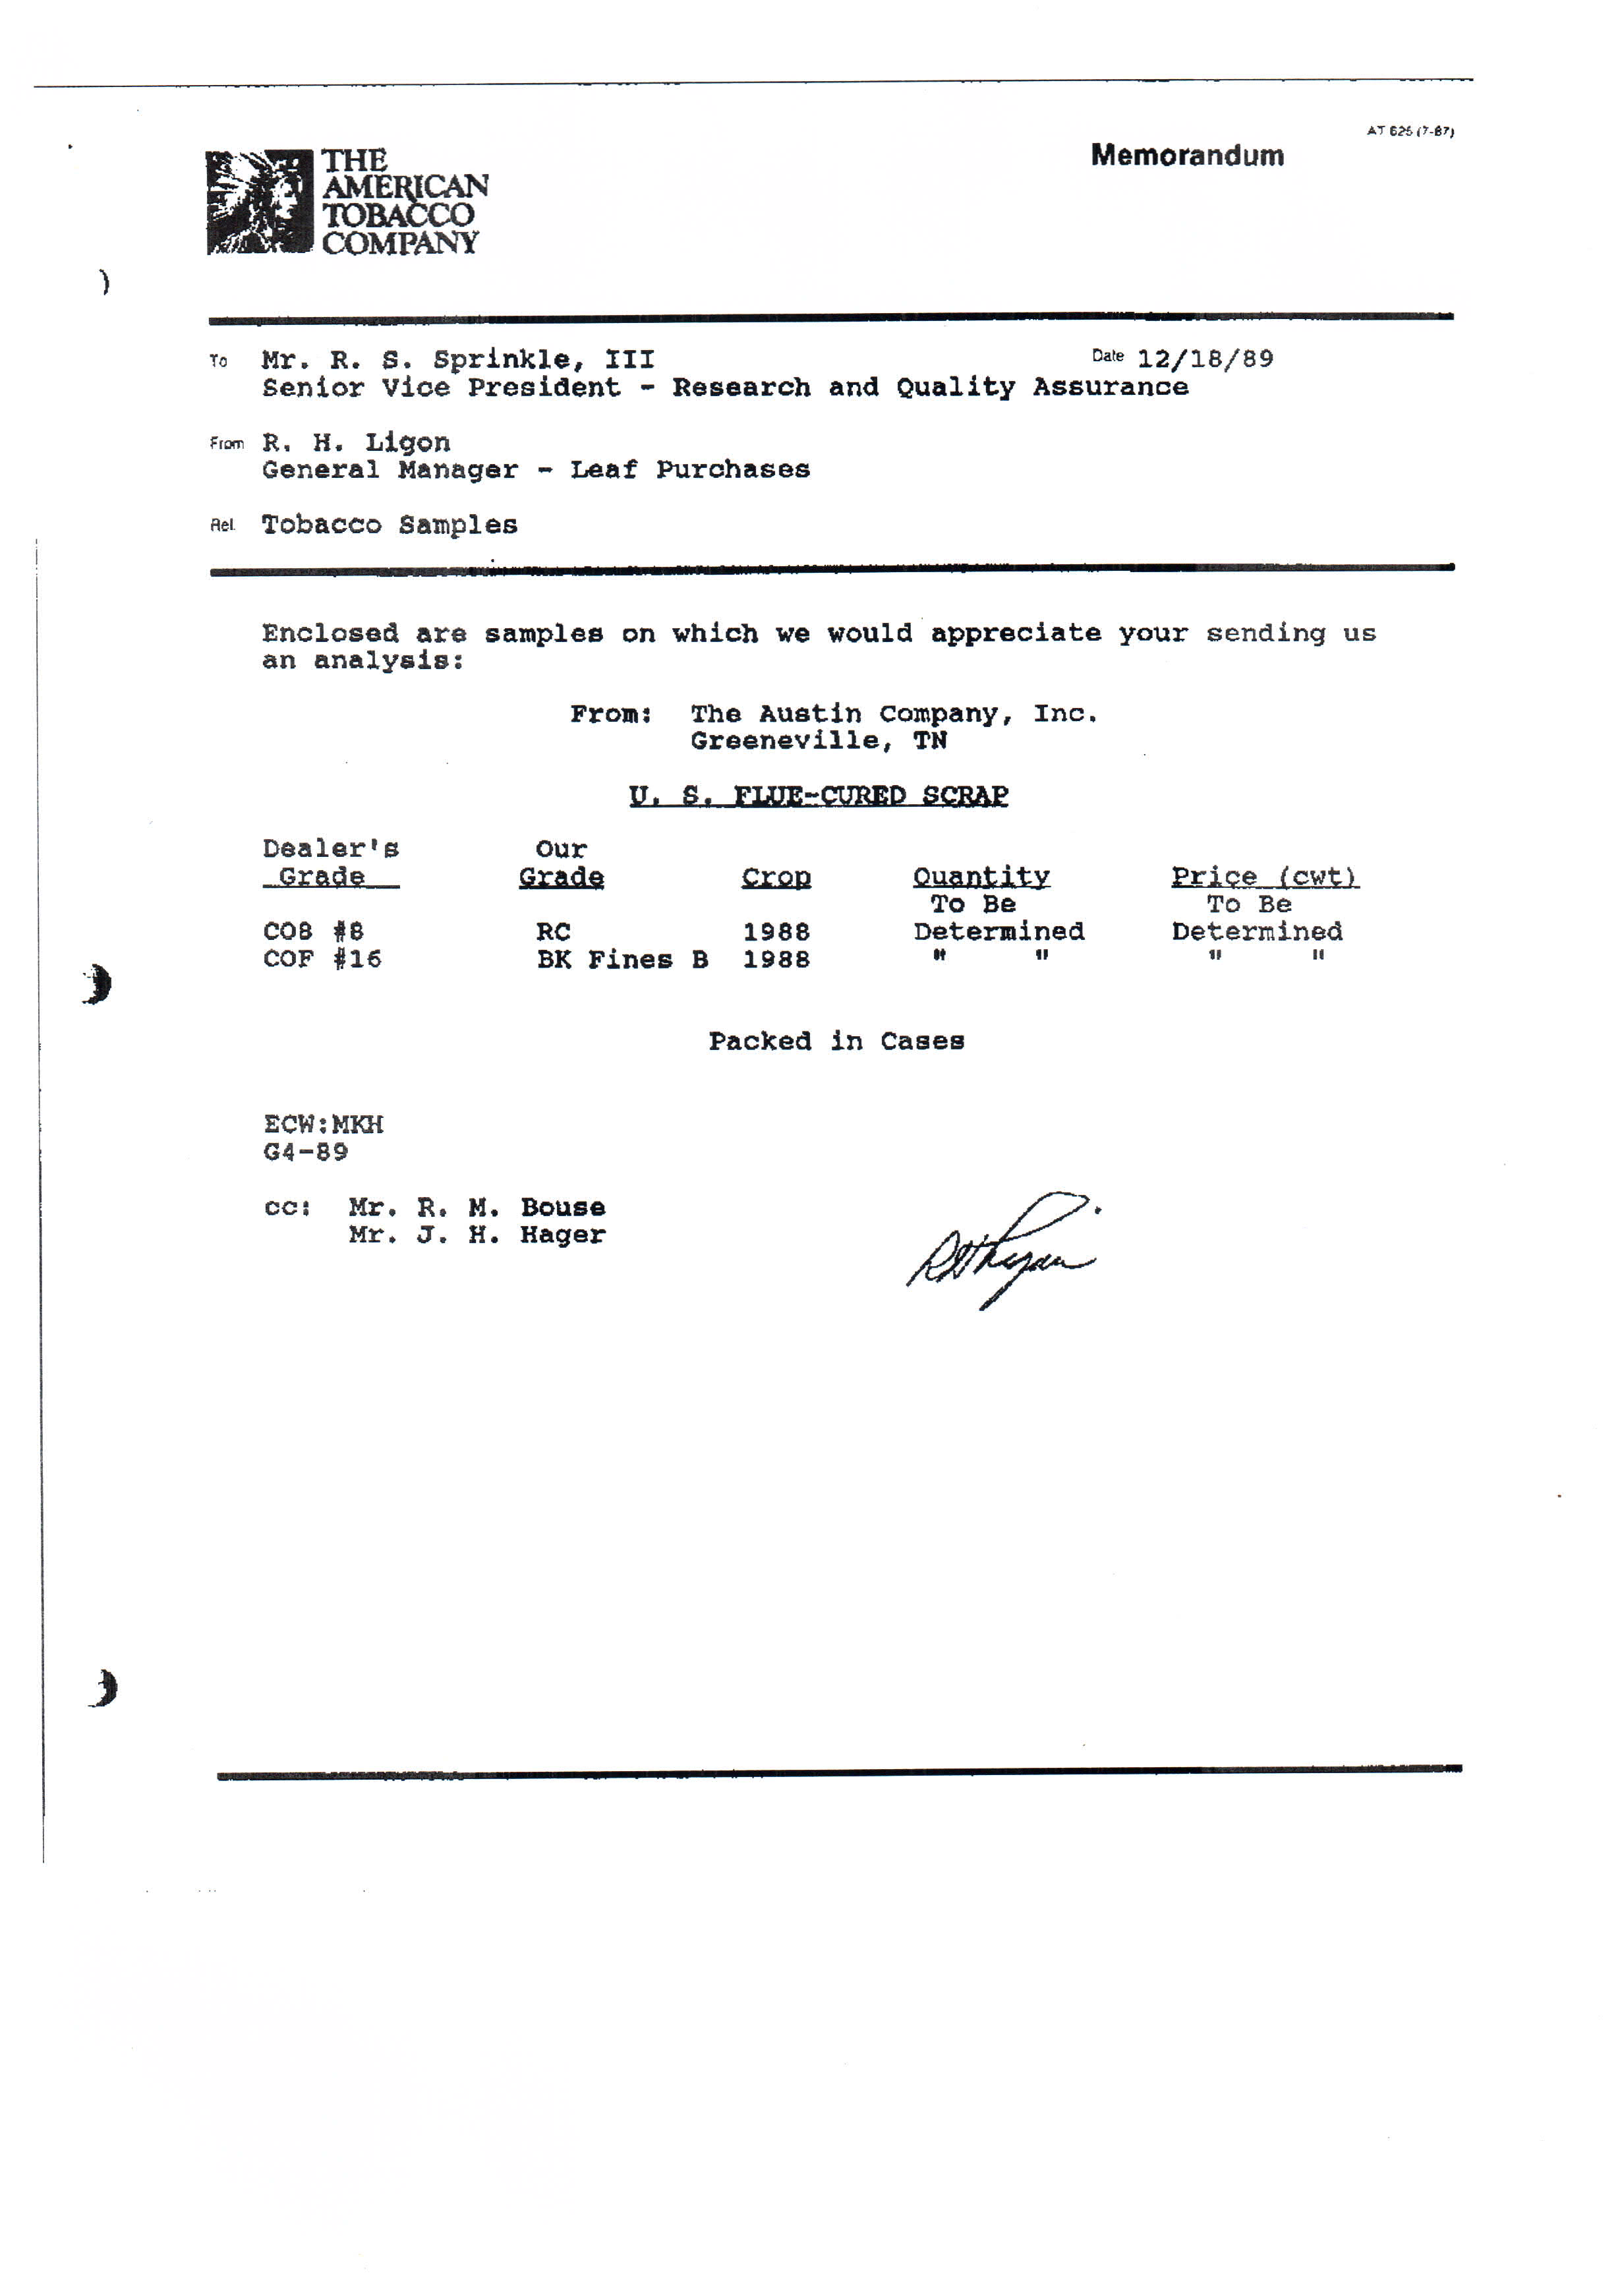 AT 625 (7-87)
Memorandum
THE
AMERICAN
TOBACCO
COMPANY
To Mr. R. S. Sprinkle, III Date 12/18/89
Senior Vice President - Research and Quality Assurance
From R. H. Ligon
General Manager - Leaf Purchases
Rel. Tobacco Samples
Enclosed are samples on which we would appreciate your sending us
an analysis:
From: The Austin Company, Inc.
Greeneville, TN
U. S. FLUE-CURED SCRAP
Dealer's Our
Grade Grade Crop Quantity Price (cwt)
To Be To Be
COB #8 RC 1988 Determined Determined
COF #16 BK Fines B 1988 " " " "
Packed in Cases
ECW:MKH
G4-89
cc: Mr. R. M. Bouse
Mr. J. H. Hager